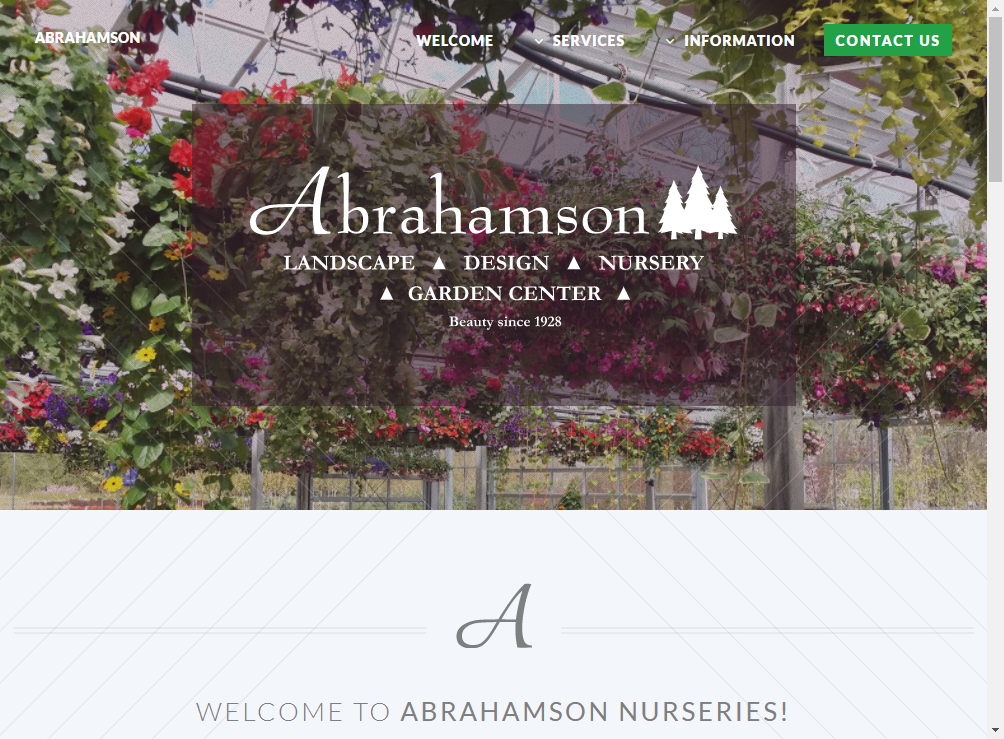 ABRAHAMSON
WELCOME SERVICES INFORMATION CONTACT US
Abrahamson
LANDSCAPE ▲ DESIGN ▲ NURSERY
▲ GARDEN CENTER ▲
Beauty since 1928
A
WELCOME TO ABRAHAMSON NURSERIES!